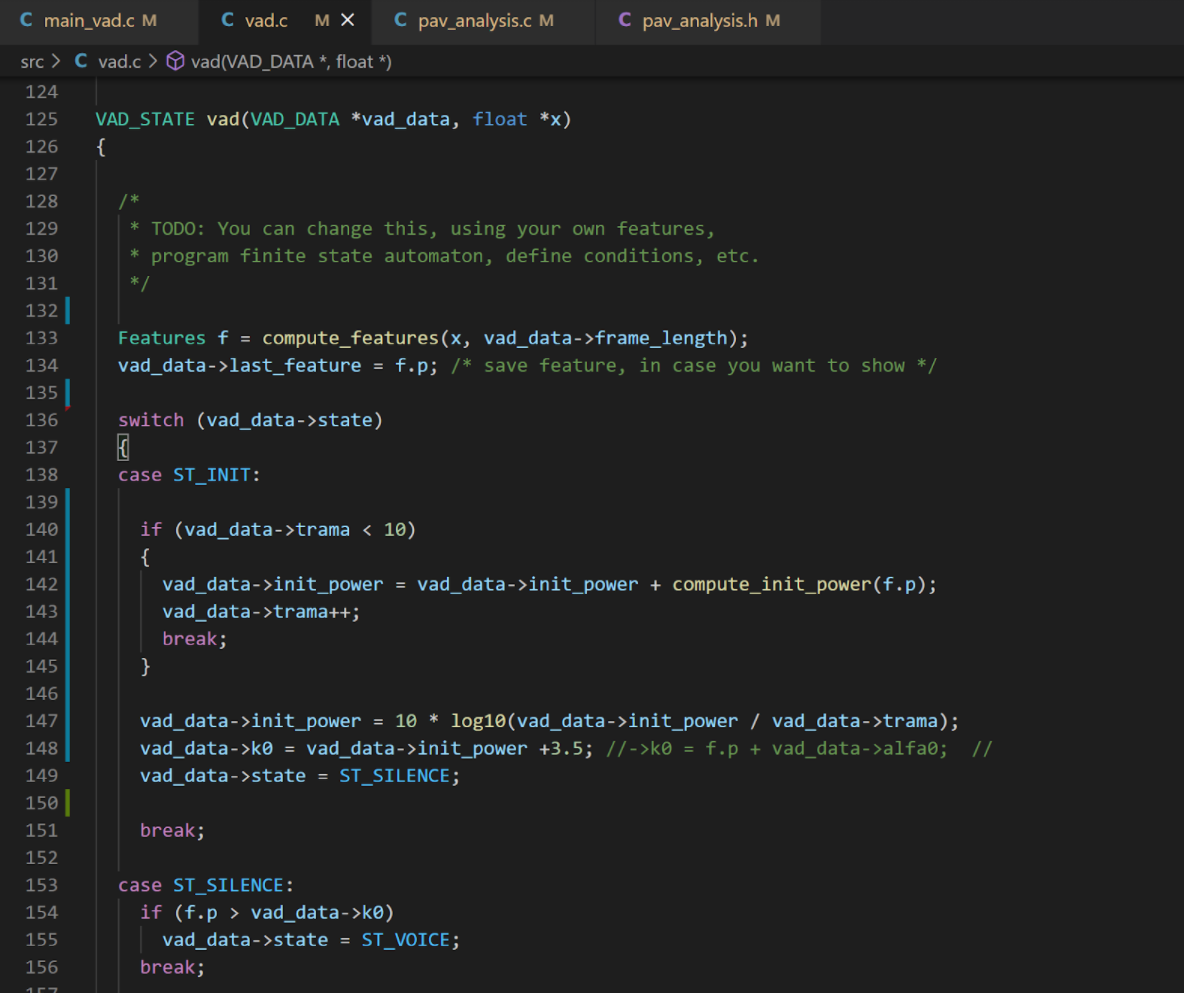 main_vad.c M vad.c M pav_analysis.c M pav_analysis.h M
src > vad.c > vad(VAD_DATA *, float *)
124
125 VAD_STATE vad(VAD_DATA *vad_data, float *x)
126 {
127
128 /*
129 * TODO: You can change this, using your own features,
130 * program finite state automaton, define conditions, etc.
131 */
132
133 Features f = compute_features(x, vad_data->frame_length);
134 vad_data->last_feature = f.p; /* save feature, in case you want to show */
135
136 switch (vad_data->state)
137 {
138 case ST_INIT:
139
140 if (vad_data->trama < 10)
141 {
142 vad_data->init_power = vad_data->init_power + compute_init_power(f.p);
143 vad_data->trama++;
144 break;
145 }
146
147 vad_data->init_power = 10 * log10(vad_data->init_power / vad_data->trama);
148 vad_data->k0 = vad_data->init_power +3.5; //->k0 = f.p + vad_data->alfa0; //
149 vad_data->state = ST_SILENCE;
150
151 break;
152
153 case ST_SILENCE:
154 if (f.p > vad_data->k0)
155 vad_data->state = ST_VOICE;
156 break;